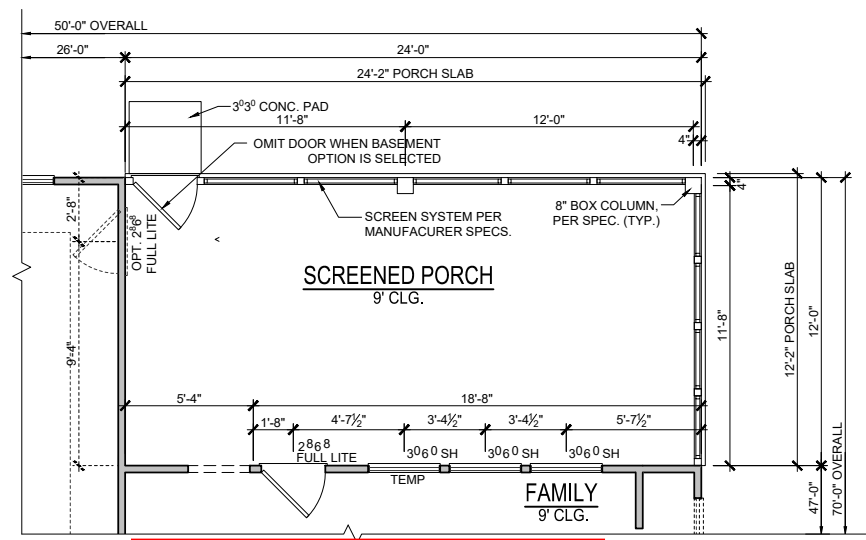 50'-0" OVERALL
26'-0"
24'-0"
24'-2" PORCH SLAB
3⁰3⁰ CONC. PAD
11'-8"
12'-0"
4"
OMIT DOOR WHEN BASEMENT
OPTION IS SELECTED
SCREEN SYSTEM PER
MANUFACURER SPECS.
8" BOX COLUMN,
PER SPEC. (TYP.)
4"
2'-8"
OPT. 2⁸6⁸
FULL LITE
<
SCREENED PORCH
9' CLG.
11'-8"
12'-2" PORCH SLAB
12'-0"
9'-4"
5'-4"
18'-8"
1'-8"
4'-7½"
3'-4½"
3'-4½"
5'-7½"
2⁸6⁸
FULL LITE
3⁰6⁰ SH
3⁰6⁰ SH
3⁰6⁰ SH
TEMP
FAMILY
9' CLG.
47'-0"
70'-0" OVERALL